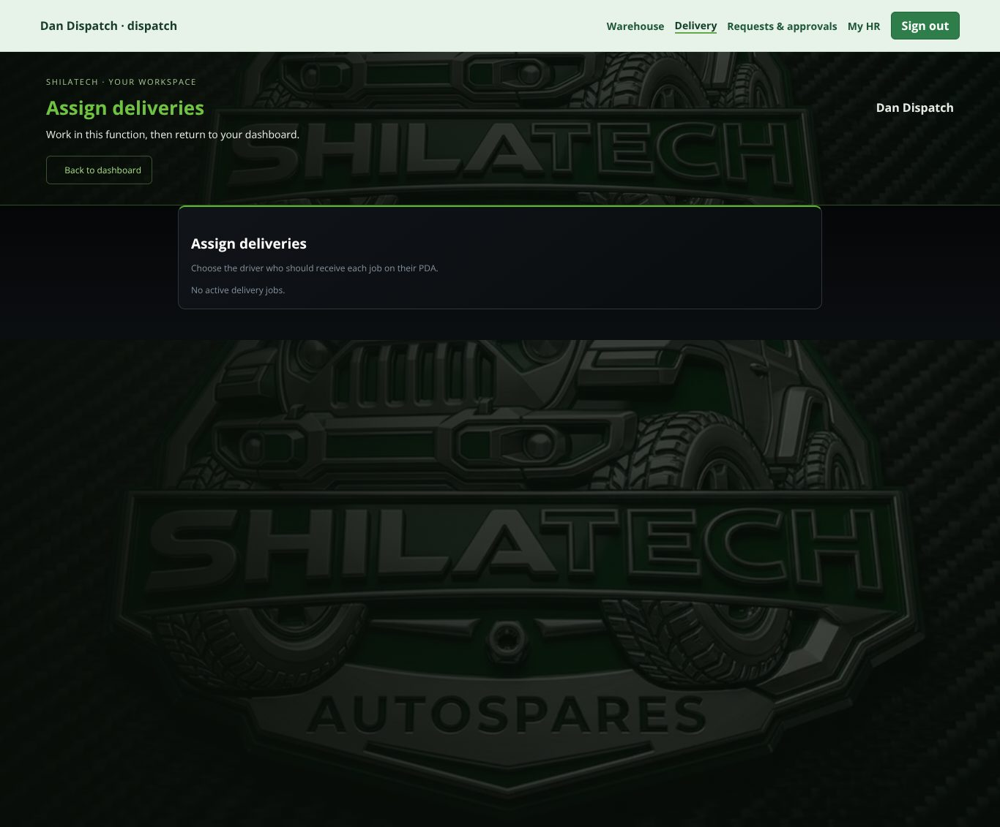 Dan Dispatch · dispatch
Warehouse Delivery Requests & approvals My HR Sign out
SHILATECH · YOUR WORKSPACE
Assign deliveries
Dan Dispatch
Work in this function, then return to your dashboard.
SHILATECH
Back to dashboard
Assign deliveries
Choose the driver who should receive each job on their PDA.
No active delivery jobs.
SHILATECH
AUTOSPARES